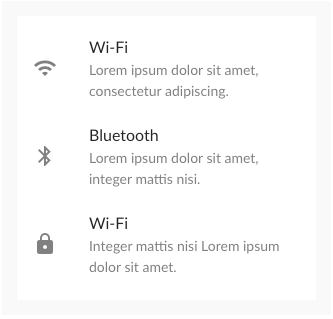 Wi-Fi
Lorem ipsum dolor sit amet,
consectetur adipiscing.
Bluetooth
Lorem ipsum dolor sit amet,
integer mattis nisi.
Wi-Fi
Integer mattis nisi Lorem ipsum
dolor sit amet.